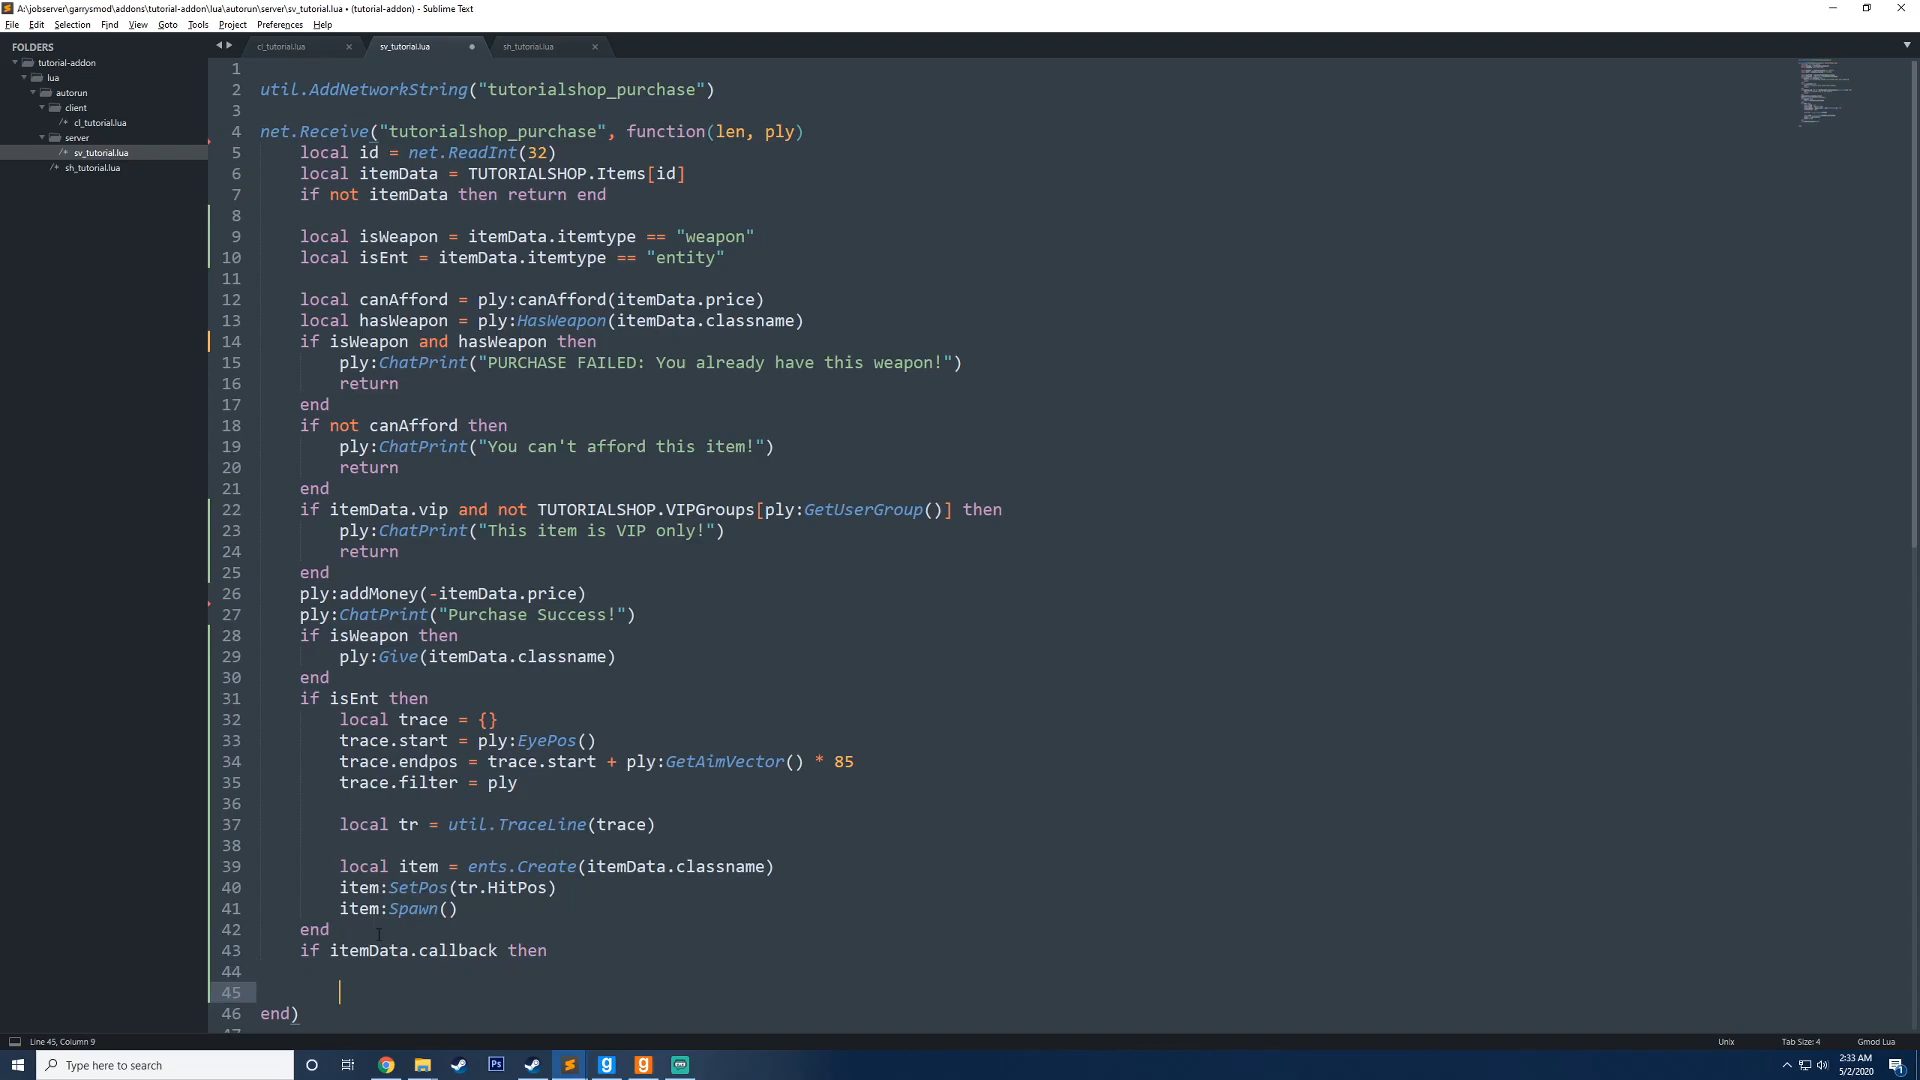 A:\jobserver\garrysmod\addons\tutorial-addon\lua\autorun\server\sv_tutorial.lua • (tutorial-addon) - Sublime Text
File Edit Selection Find View Goto Tools Project Preferences Help
FOLDERS
tutorial-addon
lua
autorun
client
/* cl_tutorial.lua
server
/* sv_tutorial.lua
/* sh_tutorial.lua
cl_tutorial.lua
sv_tutorial.lua
sh_tutorial.lua
1
2 util.AddNetworkString("tutorialshop_purchase")
3
4 net.Receive("tutorialshop_purchase", function(len, ply)
5 local id = net.ReadInt(32)
6 local itemData = TUTORIALSHOP.Items[id]
7 if not itemData then return end
8
9 local isWeapon = itemData.itemtype == "weapon"
10 local isEnt = itemData.itemtype == "entity"
11
12 local canAfford = ply:canAfford(itemData.price)
13 local hasWeapon = ply:HasWeapon(itemData.classname)
14 if isWeapon and hasWeapon then
15 ply:ChatPrint("PURCHASE FAILED: You already have this weapon!")
16 return
17 end
18 if not canAfford then
19 ply:ChatPrint("You can't afford this item!")
20 return
21 end
22 if itemData.vip and not TUTORIALSHOP.VIPGroups[ply:GetUserGroup()] then
23 ply:ChatPrint("This item is VIP only!")
24 return
25 end
26 ply:addMoney(-itemData.price)
27 ply:ChatPrint("Purchase Success!")
28 if isWeapon then
29 ply:Give(itemData.classname)
30 end
31 if isEnt then
32 local trace = {}
33 trace.start = ply:EyePos()
34 trace.endpos = trace.start + ply:GetAimVector() * 85
35 trace.filter = ply
36
37 local tr = util.TraceLine(trace)
38
39 local item = ents.Create(itemData.classname)
40 item:SetPos(tr.HitPos)
41 item:Spawn()
42 end
43 if itemData.callback then
44
45
46 end)
Line 45, Column 9
Unix
Tab Size: 4
Gmod Lua
Type here to search
Ps
2:33 AM
5/2/2020